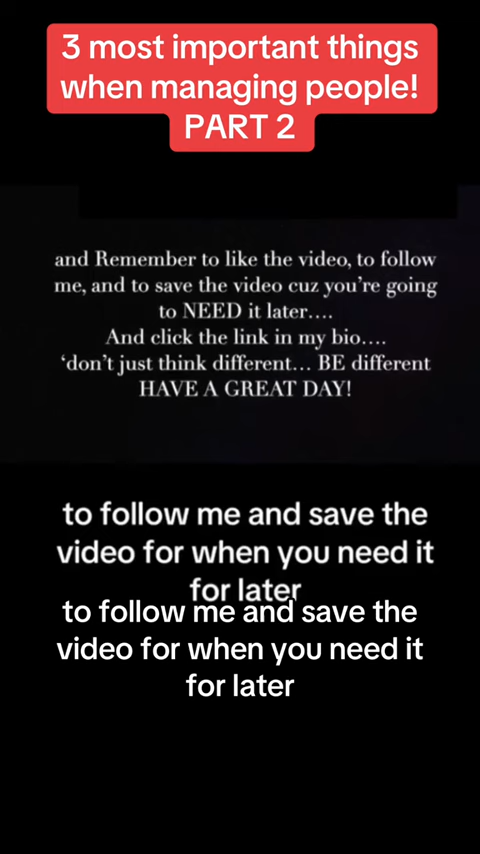 3 most important things
when managing people!
PART 2
and Remember to like the video, to follow
me, and to save the video cuz you're going
to NEED it later....
And click the link in my bio....
‘don't just think different... BE different
HAVE A GREAT DAY!
to follow me and save the
video for when you need it
for later
to follow me and save the
video for when you need it
for later